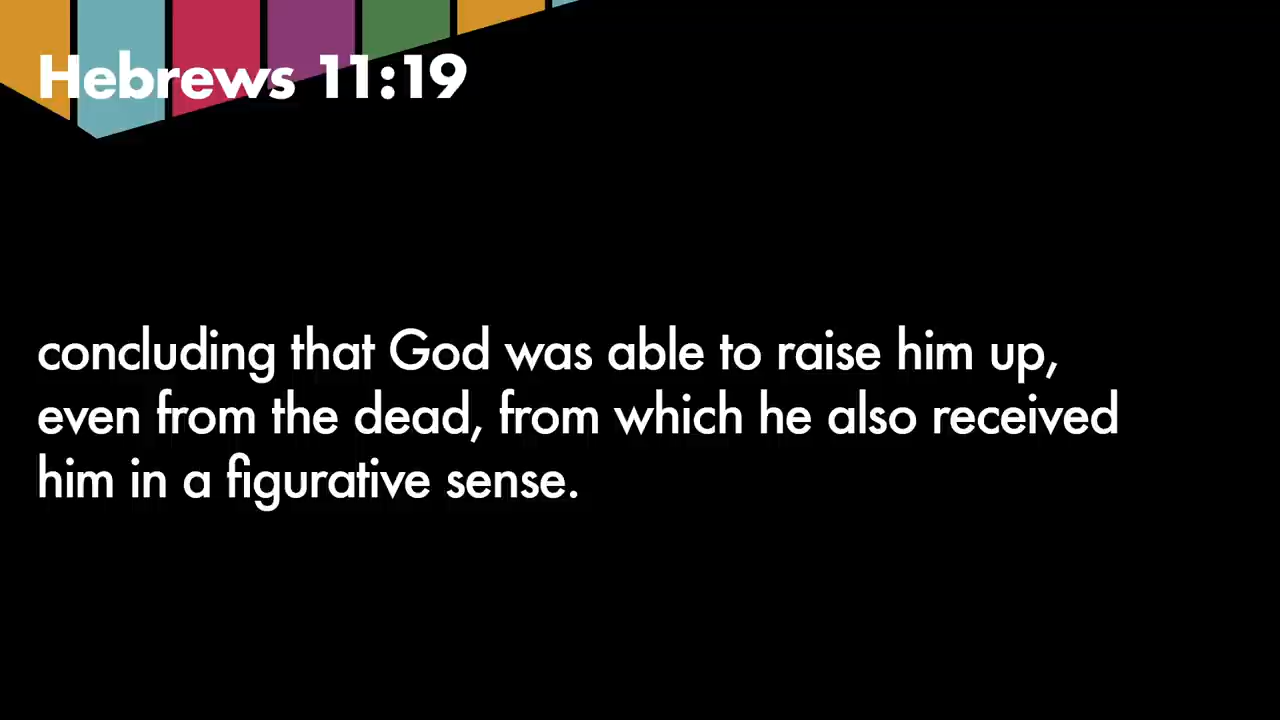 Hebrews 11:19
concluding that God was able to raise him up,
even from the dead, from which he also received
him in a figurative sense.